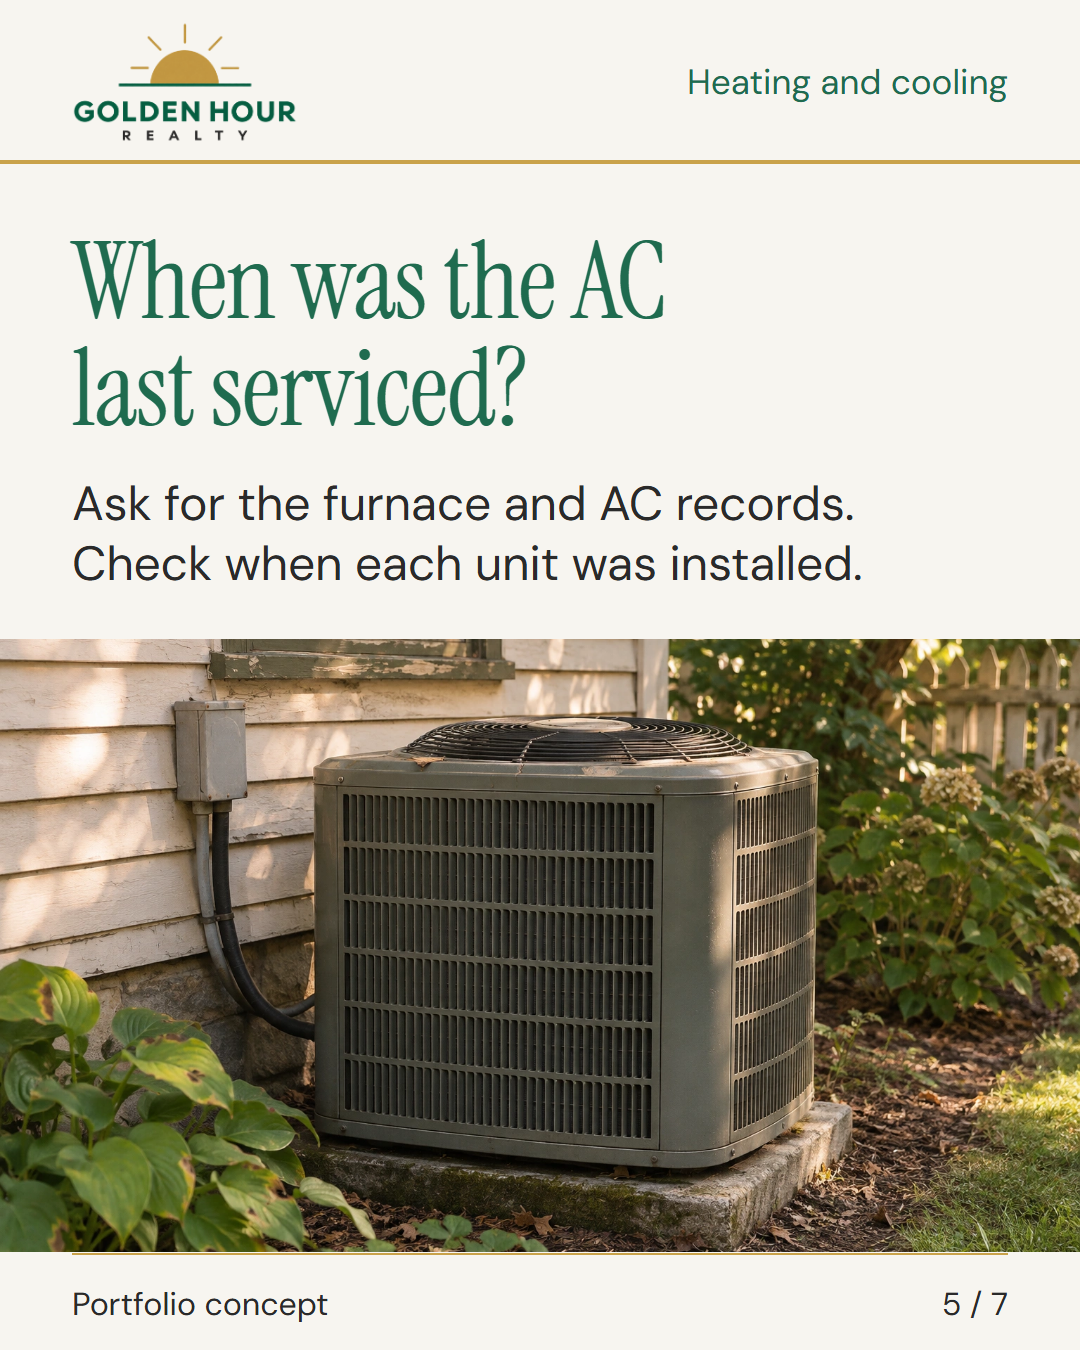 GOLDEN HOUR
REALTY
Heating and cooling
When was the AC
last serviced?
Ask for the furnace and AC records.
Check when each unit was installed.
Portfolio concept
5 / 7